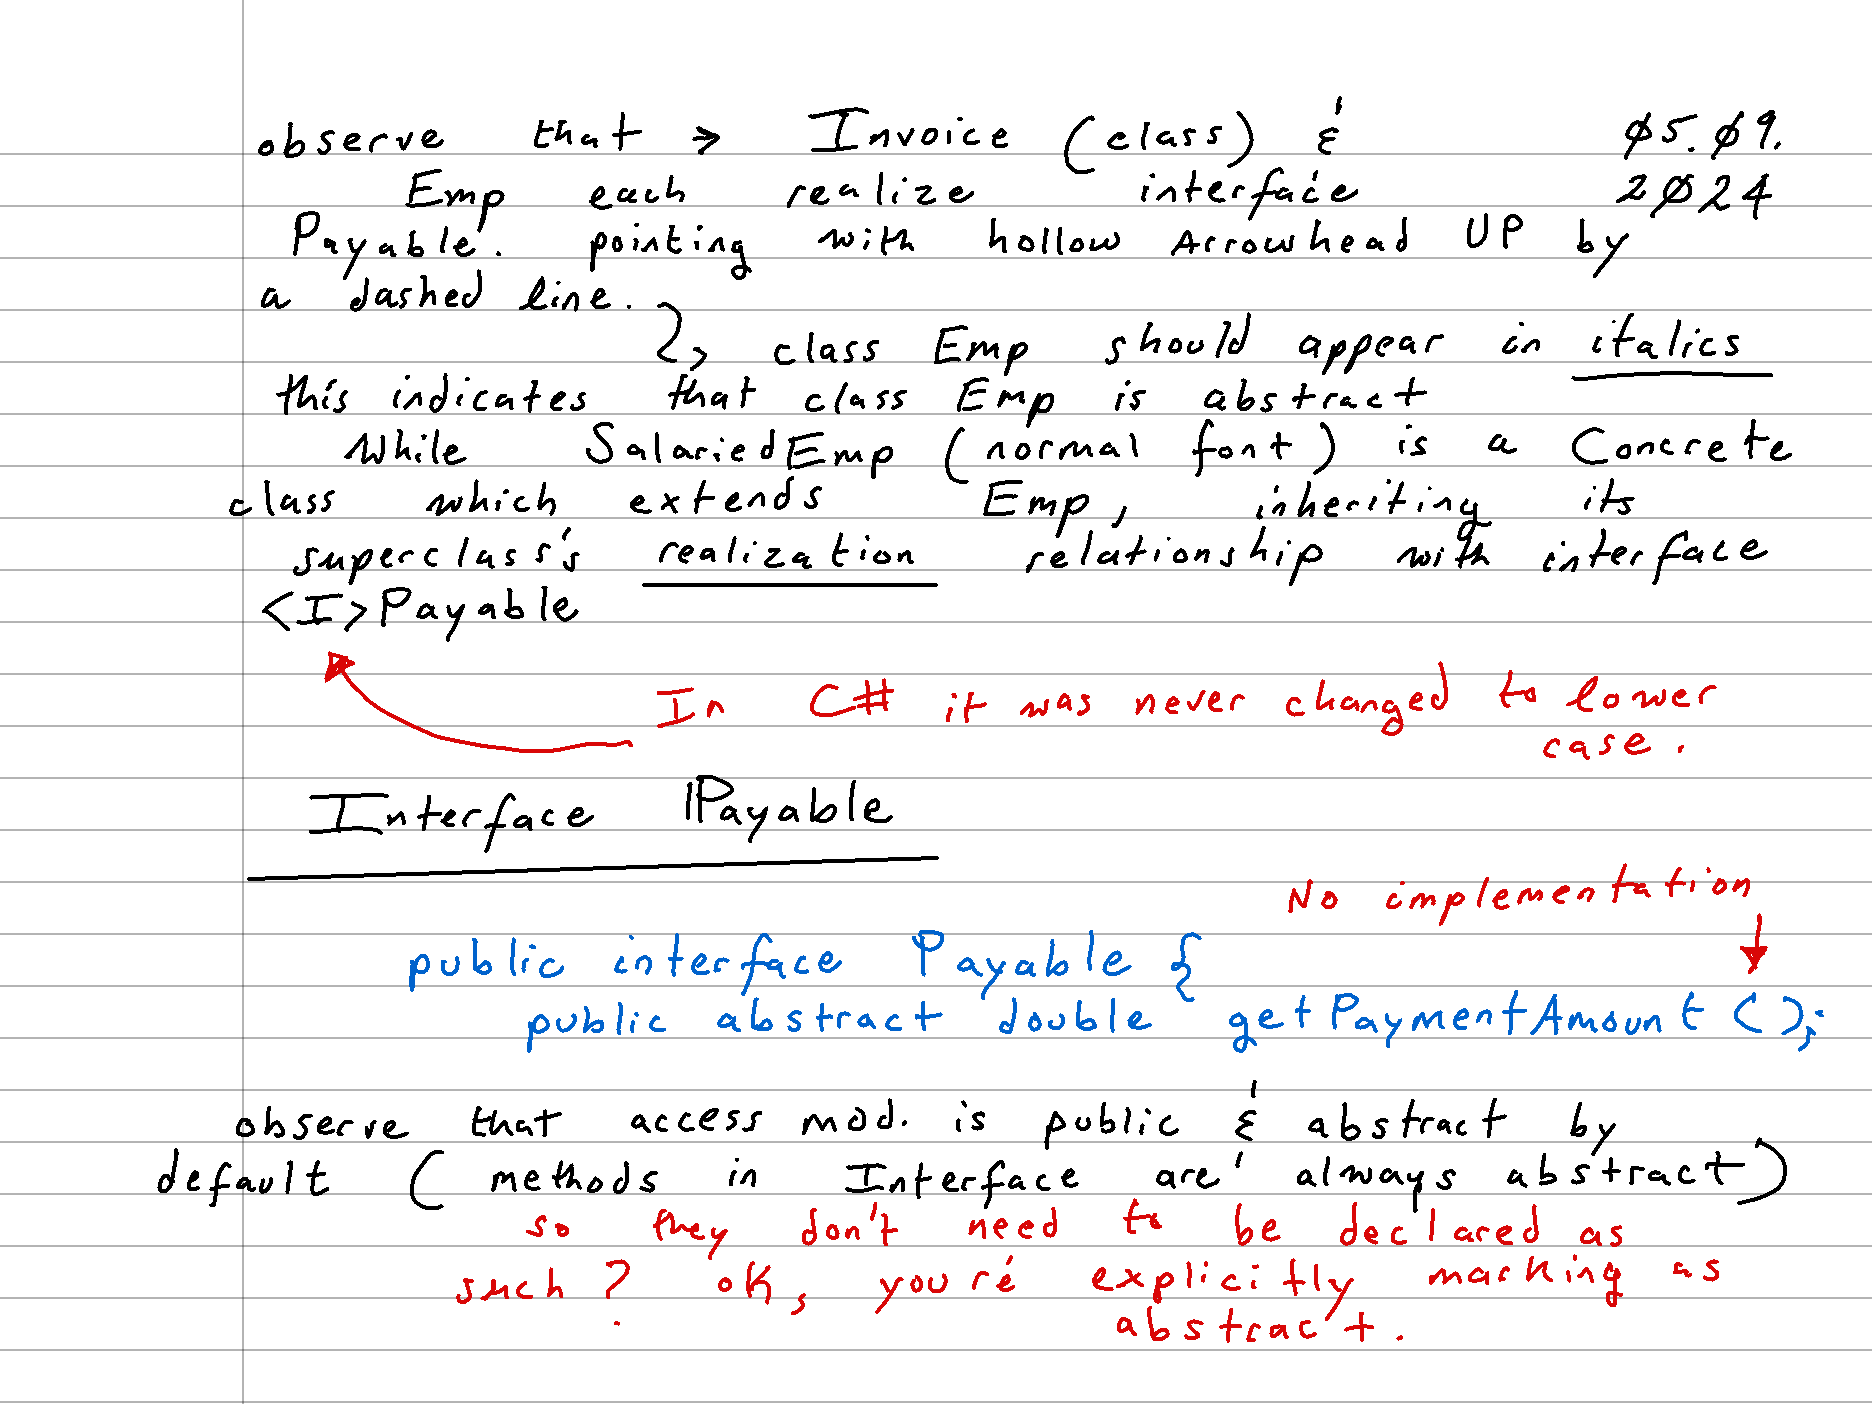 observe that → Invoice (class) & ø5.ø9.
Emp each realize interface 2ø24
Payable. pointing with hollow Arrowhead UP by
a dashed line.
↳ class Emp should appear in italics
this indicates that class Emp is abstract
While SalariedEmp (normal font) is a Concrete
class which extends Emp, inheriting its
superclass's realization relationship with interface
<I>Payable
In C# it was never changed to lower
case.
Interface IPayable
No implementation
public interface Payable {
public abstract double getPaymentAmount();
observe that access mod. is public & abstract by
default (methods in Interface are always abstract)
so they don't need to be declared as
such? ok, you're explicitly marking as
abstract.